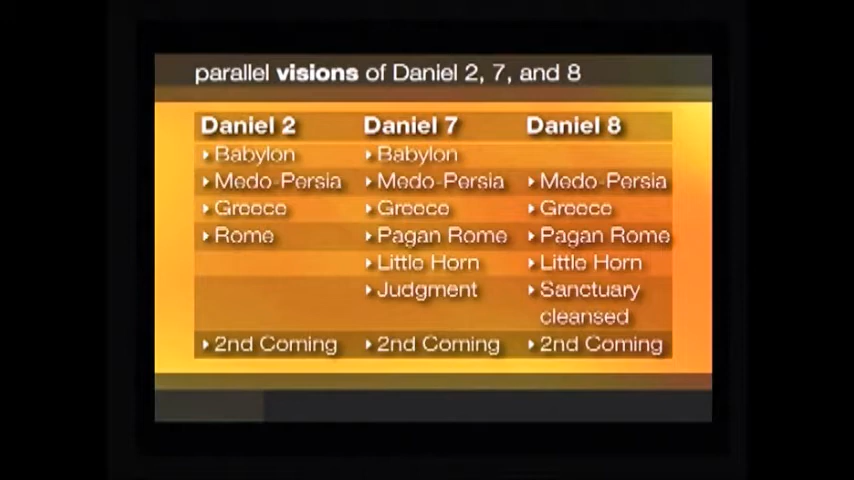 parallel visions of Daniel 2, 7, and 8
Daniel 2 Daniel 7 Daniel 8
Babylon Babylon
Medo-Persia Medo-Persia Medo-Persia
Greece Greece Greece
Rome Pagan Rome Pagan Rome
Little Horn Little Horn
Judgment Sanctuary
cleansed
2nd Coming 2nd Coming 2nd Coming